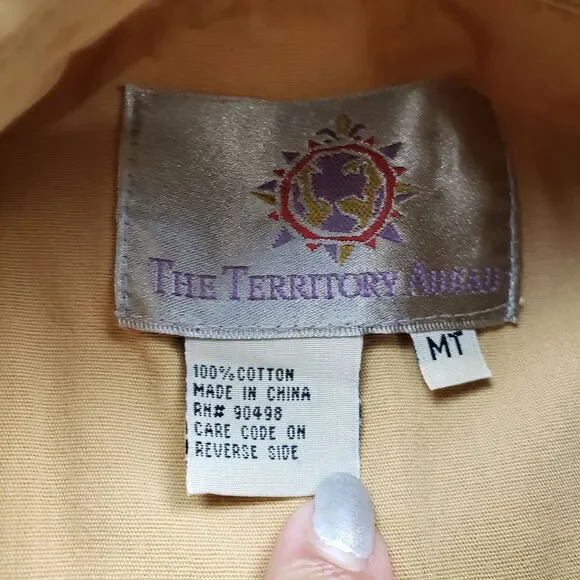 THE TERRITORY AHEAD
MT
100% COTTON
MADE IN CHINA
RN# 90498
CARE CODE ON
REVERSE SIDE